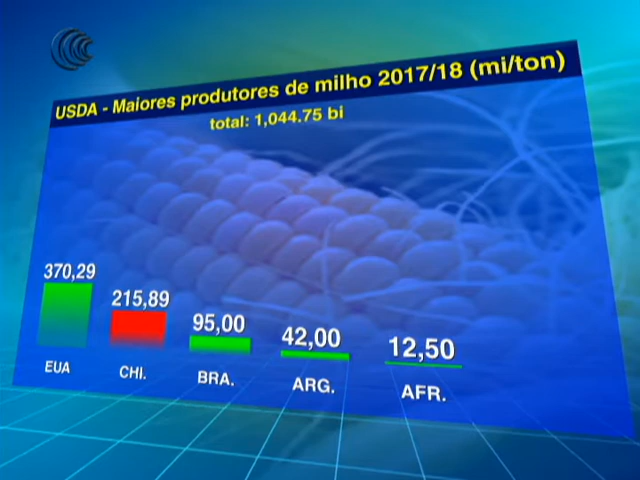 USDA - Maiores produtores de milho 2017/18 (mi/ton)
total: 1,044.75 bi
370,29
215,89
95,00
42,00
12,50
EUA
CHI.
BRA.
ARG.
AFR.